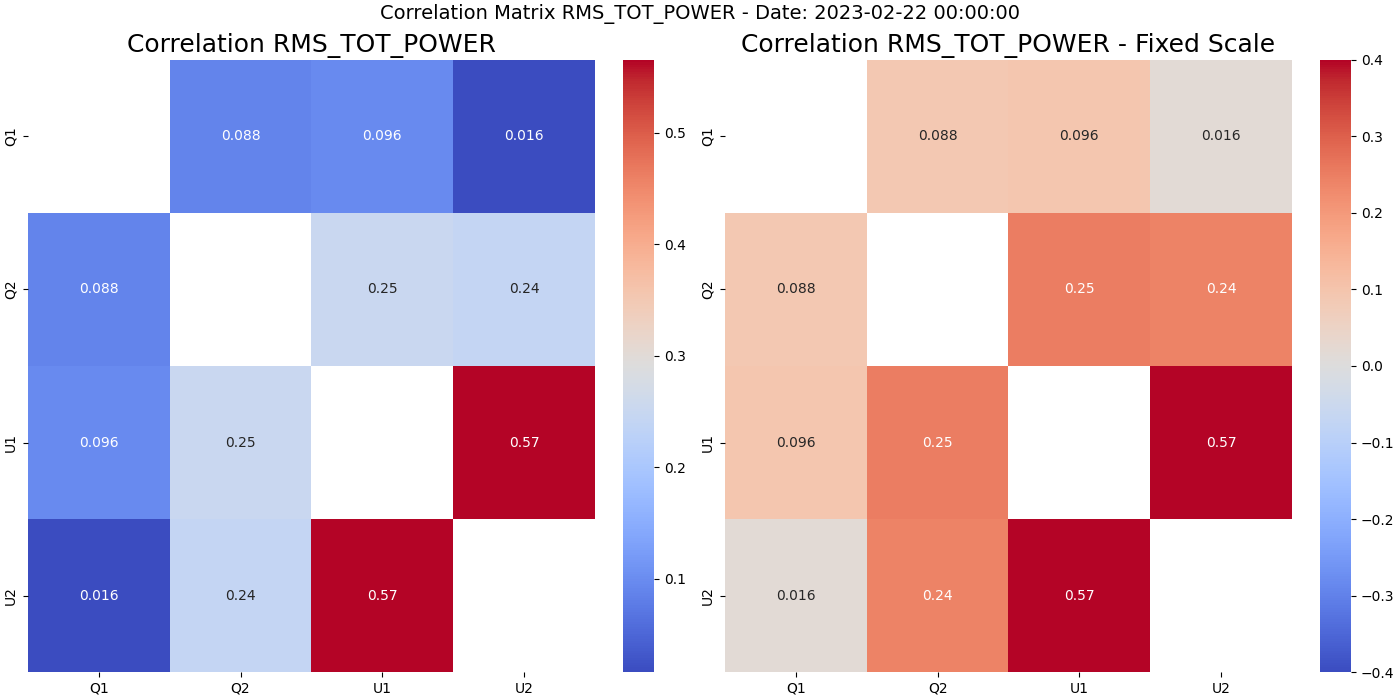 Correlation Matrix RMS_TOT_POWER - Date: 2023-02-22 00:00:00
Correlation RMS_TOT_POWER
Q1 0.088 0.096 0.016
Q2 0.088 0.25 0.24
U1 0.096 0.25 0.57
U2 0.016 0.24 0.57
Q1 Q2 U1 U2
0.5
0.4
0.3
0.2
0.1
Correlation RMS_TOT_POWER - Fixed Scale
Q1 0.088 0.096 0.016
Q2 0.088 0.25 0.24
U1 0.096 0.25 0.57
U2 0.016 0.24 0.57
Q1 Q2 U1 U2
0.4
0.3
0.2
0.1
0.0
−0.1
−0.2
−0.3
−0.4